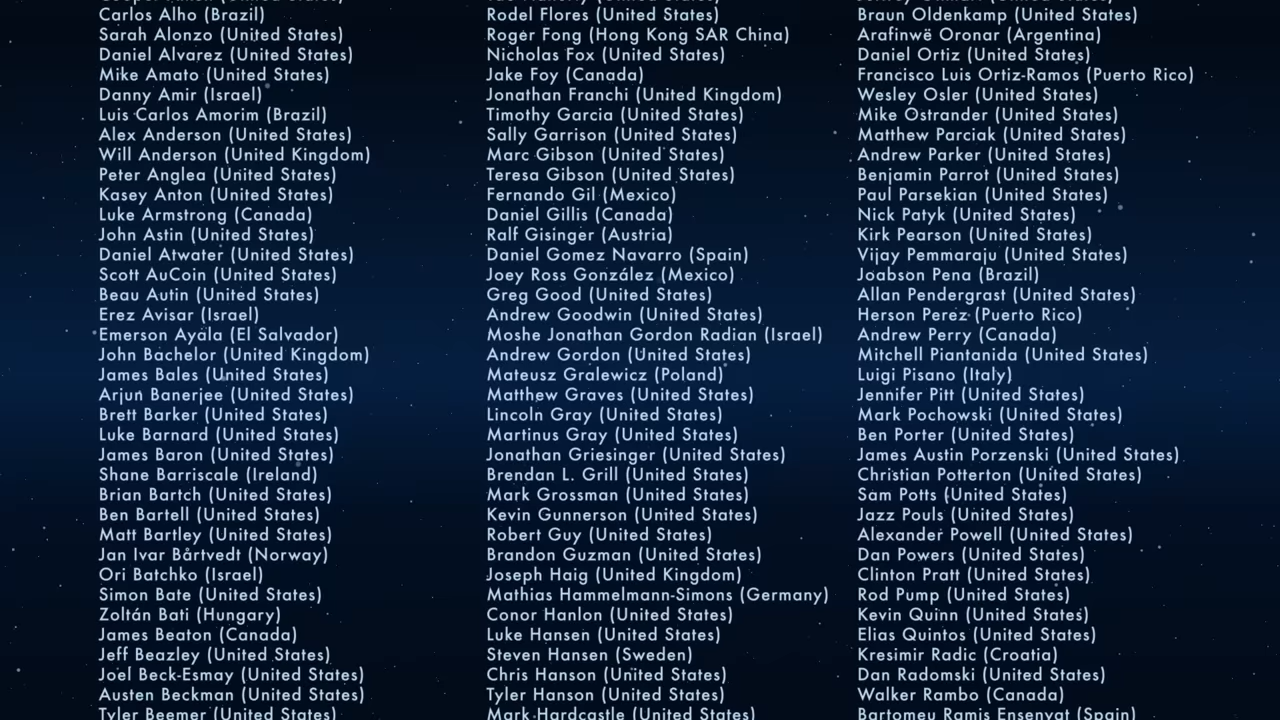 Carlos Alho (Brazil)
Sarah Alonzo (United States)
Daniel Alvarez (United States)
Mike Amato (United States)
Danny Amir (Israel)
Luis Carlos Amorim (Brazil)
Alex Anderson (United States)
Will Anderson (United Kingdom)
Peter Anglea (United States)
Kasey Anton (United States)
Luke Armstrong (Canada)
John Astin (United States)
Daniel Atwater (United States)
Scott AuCoin (United States)
Beau Autin (United States)
Erez Avisar (Israel)
Emerson Ayala (El Salvador)
John Bachelor (United Kingdom)
James Bales (United States)
Arjun Banerjee (United States)
Brett Barker (United States)
Luke Barnard (United States)
James Baron (United States)
Shane Barriscale (Ireland)
Brian Bartch (United States)
Ben Bartell (United States)
Matt Bartley (United States)
Jan Ivar Bårtvedt (Norway)
Ori Batchko (Israel)
Simon Bate (United States)
Zoltán Bati (Hungary)
James Beaton (Canada)
Jeff Beazley (United States)
Joel Beck-Esmay (United States)
Austen Beckman (United States)
Tyler Beemer (United States)
Rodel Flores (United States)
Roger Fong (Hong Kong SAR China)
Nicholas Fox (United States)
Jake Foy (Canada)
Jonathan Franchi (United Kingdom)
Timothy Garcia (United States)
Sally Garrison (United States)
Marc Gibson (United States)
Teresa Gibson (United States)
Fernando Gil (Mexico)
Daniel Gillis (Canada)
Ralf Gisinger (Austria)
Daniel Gomez Navarro (Spain)
Joey Ross González (Mexico)
Greg Good (United States)
Andrew Goodwin (United States)
Moshe Jonathan Gordon Radian (Israel)
Andrew Gordon (United States)
Mateusz Gralewicz (Poland)
Matthew Graves (United States)
Lincoln Gray (United States)
Martinus Gray (United States)
Jonathan Griesinger (United States)
Brendan L. Grill (United States)
Mark Grossman (United States)
Kevin Gunnerson (United States)
Robert Guy (United States)
Brandon Guzman (United States)
Joseph Haig (United Kingdom)
Mathias Hammelmann-Simons (Germany)
Conor Hanlon (United States)
Luke Hansen (United States)
Steven Hansen (Sweden)
Chris Hanson (United States)
Tyler Hanson (United States)
Mark Hardcastle (United States)
Braun Oldenkamp (United States)
Arafinwë Oronar (Argentina)
Daniel Ortiz (United States)
Francisco Luis Ortiz-Ramos (Puerto Rico)
Wesley Osler (United States)
Mike Ostrander (United States)
Matthew Parciak (United States)
Andrew Parker (United States)
Benjamin Parrot (United States)
Paul Parsekian (United States)
Nick Patyk (United States)
Kirk Pearson (United States)
Vijay Pemmaraju (United States)
Joabson Pena (Brazil)
Allan Pendergrast (United States)
Herson Perez (Puerto Rico)
Andrew Perry (Canada)
Mitchell Piantanida (United States)
Luigi Pisano (Italy)
Jennifer Pitt (United States)
Mark Pochowski (United States)
Ben Porter (United States)
James Austin Porzenski (United States)
Christian Potterton (United States)
Sam Potts (United States)
Jazz Pouls (United States)
Alexander Powell (United States)
Dan Powers (United States)
Clinton Pratt (United States)
Rod Pump (United States)
Kevin Quinn (United States)
Elias Quintos (United States)
Kresimir Radic (Croatia)
Dan Radomski (United States)
Walker Rambo (Canada)
Bartomeu Ramis Ensenyat (Spain)